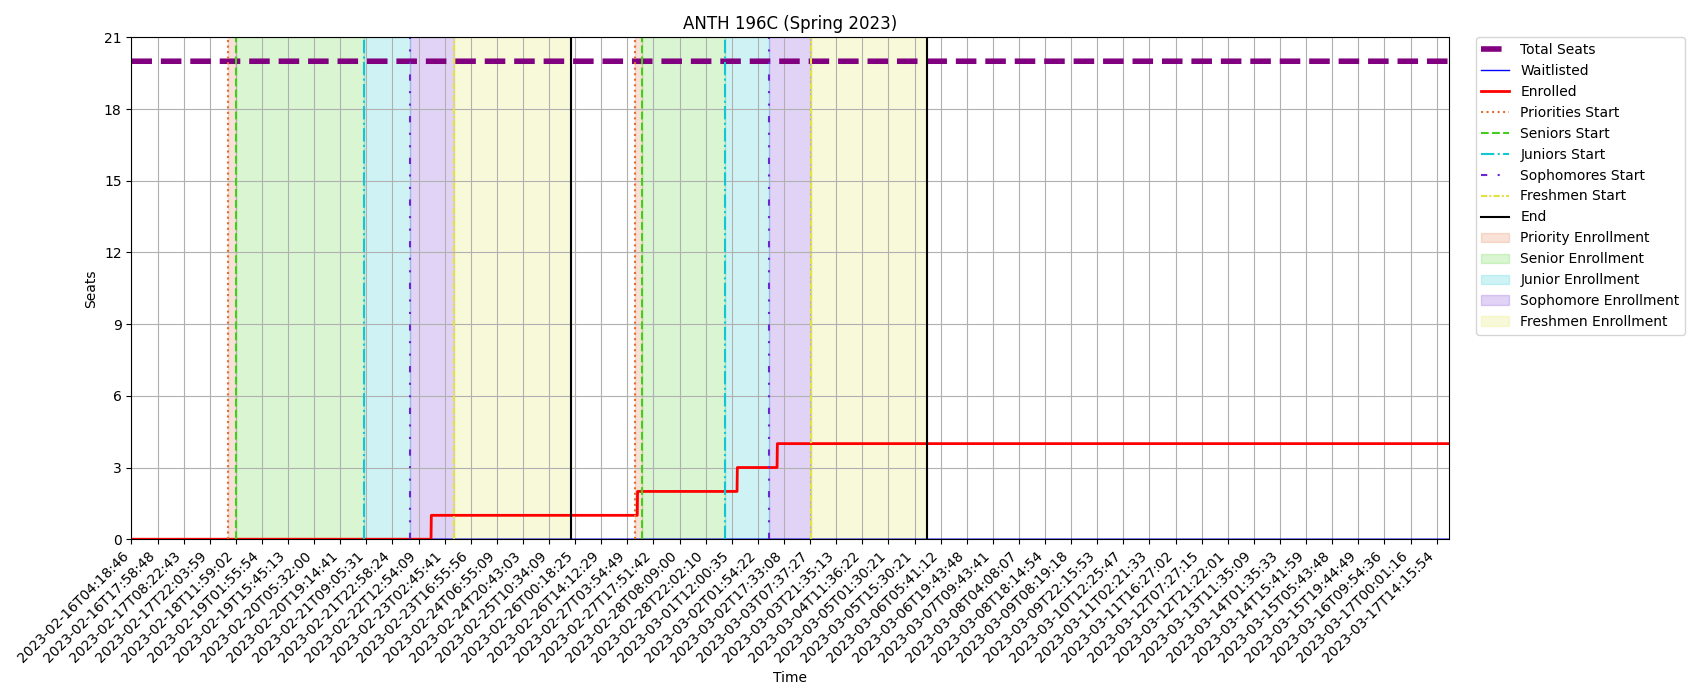 ANTH 196C (Spring 2023)
21
18
15
12
9
6
3
0
Seats
2023-02-16T04:18:46
2023-02-16T17:58:48
2023-02-17T08:22:43
2023-02-17T22:03:59
2023-02-18T11:59:02
2023-02-19T01:55:54
2023-02-19T15:45:13
2023-02-20T05:32:00
2023-02-20T19:14:41
2023-02-21T09:05:31
2023-02-21T22:58:24
2023-02-22T12:54:09
2023-02-23T02:45:41
2023-02-23T16:55:56
2023-02-24T06:55:09
2023-02-24T20:43:03
2023-02-25T10:34:09
2023-02-26T00:18:25
2023-02-26T14:12:29
2023-02-27T03:54:49
2023-02-27T17:51:42
2023-02-28T08:09:00
2023-02-28T22:02:10
2023-03-01T12:00:35
2023-03-02T01:54:22
2023-03-02T17:33:08
2023-03-03T07:37:27
2023-03-03T21:35:13
2023-03-04T11:36:22
2023-03-05T01:30:21
2023-03-05T15:30:21
2023-03-06T05:41:12
2023-03-06T19:43:48
2023-03-07T09:43:41
2023-03-08T04:08:07
2023-03-08T18:14:54
2023-03-09T08:19:18
2023-03-09T22:15:53
2023-03-10T12:25:47
2023-03-11T02:21:33
2023-03-11T16:27:02
2023-03-12T07:27:15
2023-03-12T21:22:01
2023-03-13T11:35:09
2023-03-14T01:35:33
2023-03-14T15:41:59
2023-03-15T05:43:48
2023-03-15T19:44:49
2023-03-16T09:54:36
2023-03-17T00:01:16
2023-03-17T14:15:54
Time
Total Seats
Waitlisted
Enrolled
Priorities Start
Seniors Start
Juniors Start
Sophomores Start
Freshmen Start
End
Priority Enrollment
Senior Enrollment
Junior Enrollment
Sophomore Enrollment
Freshmen Enrollment